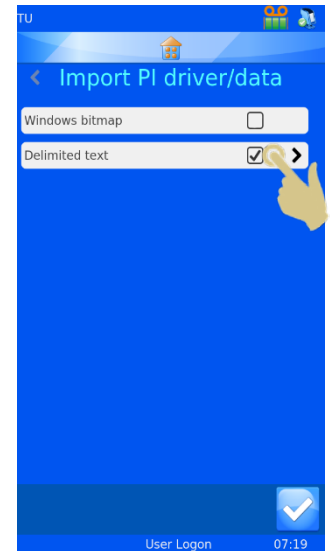 TU
Import PI driver/data
Windows bitmap
Delimited text
User Logon 07:19